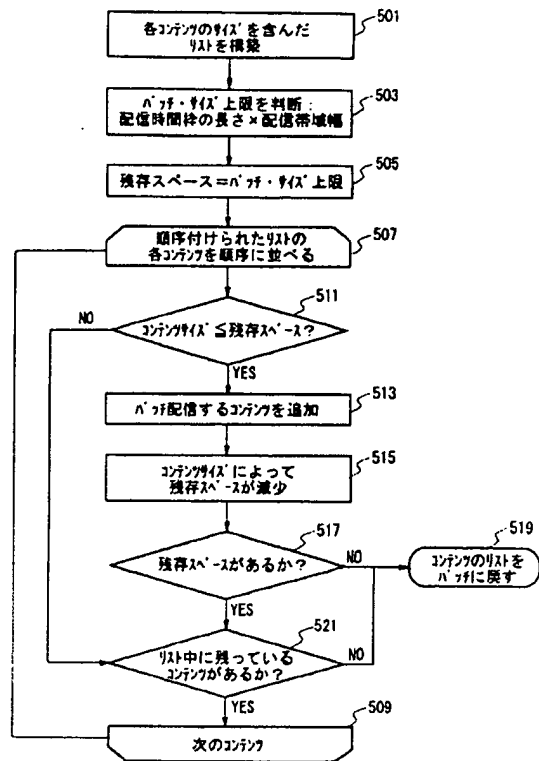 各ｺﾝﾃﾝﾂのｻｲｽﾞを含んだ
ﾘｽﾄを構築
501
ﾊﾞｯﾁ・ｻｲｽﾞ上限を判断:
配信時間枠の長さ×配信帯域幅
503
残存ｽﾍﾟｰｽ=ﾊﾞｯﾁ・ｻｲｽﾞ上限
505
順序付けられたﾘｽﾄの
各ｺﾝﾃﾝﾂを順序に並べる
507
511
NO
ｺﾝﾃﾝﾂｻｲｽﾞ≦残存ｽﾍﾟｰｽ?
YES
ﾊﾞｯﾁ配信するｺﾝﾃﾝﾂを追加
513
ｺﾝﾃﾝﾂｻｲｽﾞによって
残存ｽﾍﾟｰｽが減少
515
517
残存ｽﾍﾟｰｽがあるか?
NO
519
ｺﾝﾃﾝﾂのﾘｽﾄを
ﾊﾞｯﾁに戻す
YES
521
ﾘｽﾄ中に残っている
ｺﾝﾃﾝﾂがあるか?
NO
YES
509
次のｺﾝﾃﾝﾂ